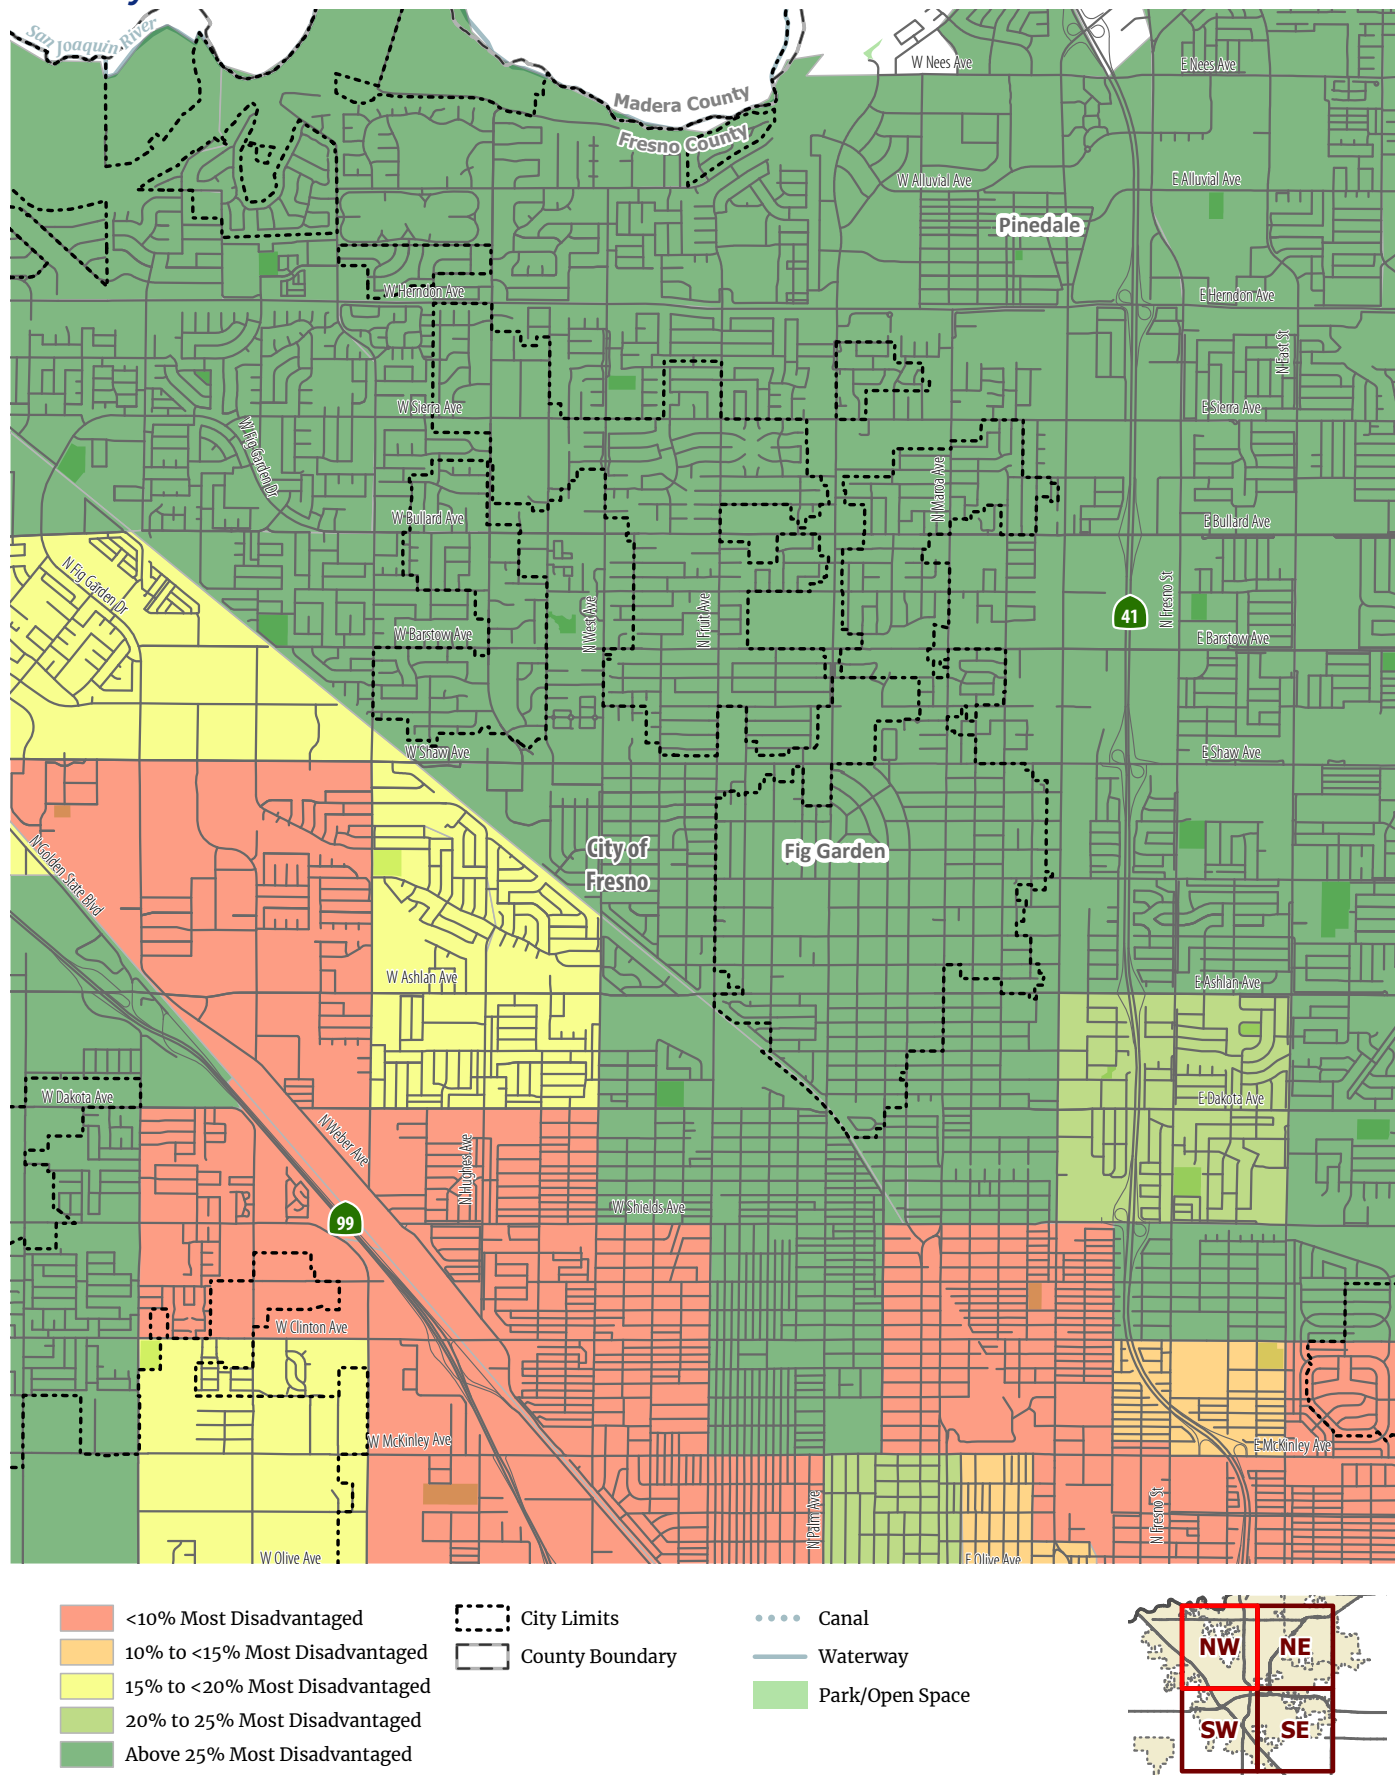 San Joaquin River
W Nees Ave
E Nees Ave
Madera County
Fresno County
W Alluvial Ave
E Alluvial Ave
Pinedale
W Herndon Ave
E Herndon Ave
N East St
W Sierra Ave
E Sierra Ave
W Fig Garden Dr
N Maroa Ave
W Bullard Ave
E Bullard Ave
N Fig Garden Dr
N West Ave
N Fruit Ave
41
N Fresno St
W Barstow Ave
E Barstow Ave
W Shaw Ave
E Shaw Ave
N Golden State Blvd
City of
Fresno
Fig Garden
W Ashlan Ave
E Ashlan Ave
W Dakota Ave
E Dakota Ave
N Weber Ave
N Hughes Ave
W Shields Ave
99
W Clinton Ave
W McKinley Ave
E McKinley Ave
N Palm Ave
N Fresno St
W Olive Ave
E Olive Ave
<10% Most Disadvantaged
10% to <15% Most Disadvantaged
15% to <20% Most Disadvantaged
20% to 25% Most Disadvantaged
Above 25% Most Disadvantaged
City Limits
County Boundary
Canal
Waterway
Park/Open Space
NW
NE
SW
SE